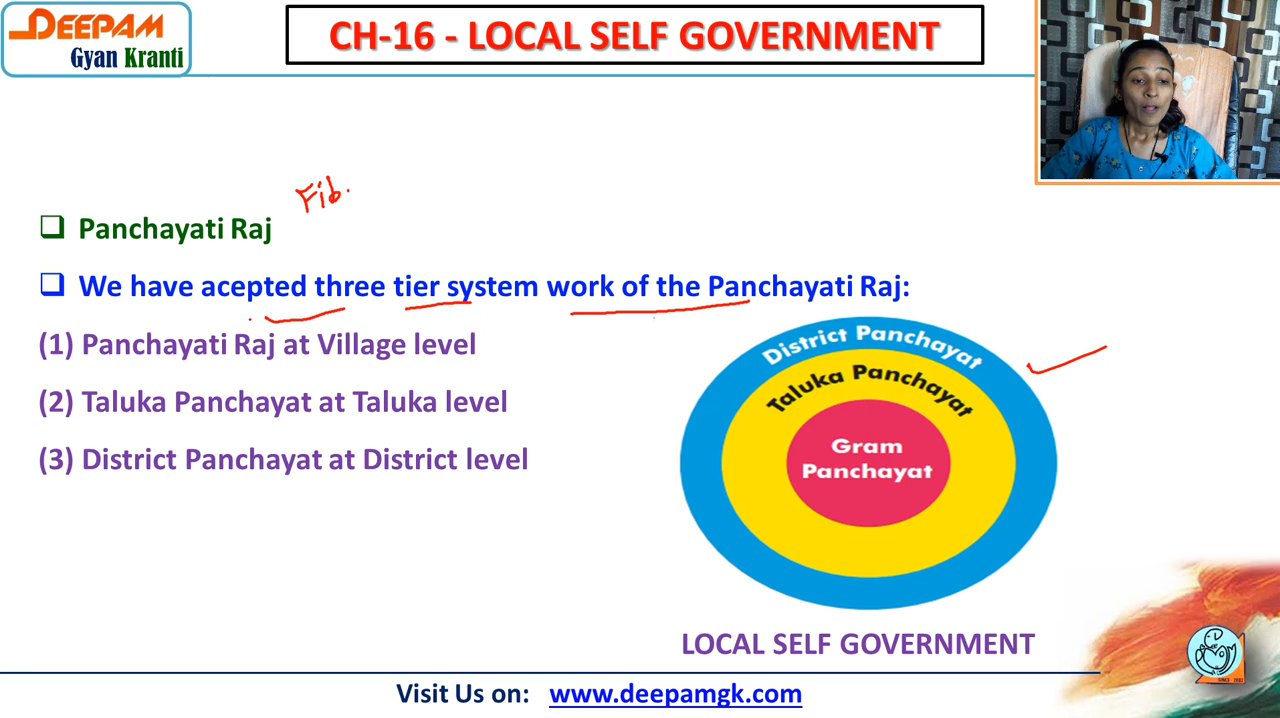 DEEPAM
Gyan Kranti
CH-16 - LOCAL SELF GOVERNMENT
Fib.
❑ Panchayati Raj
❑ We have acepted three tier system work of the Panchayati Raj:
(1) Panchayati Raj at Village level
(2) Taluka Panchayat at Taluka level
(3) District Panchayat at District level
District Panchayat
Taluka Panchayat
Gram
Panchayat
LOCAL SELF GOVERNMENT
Visit Us on: www.deepamgk.com